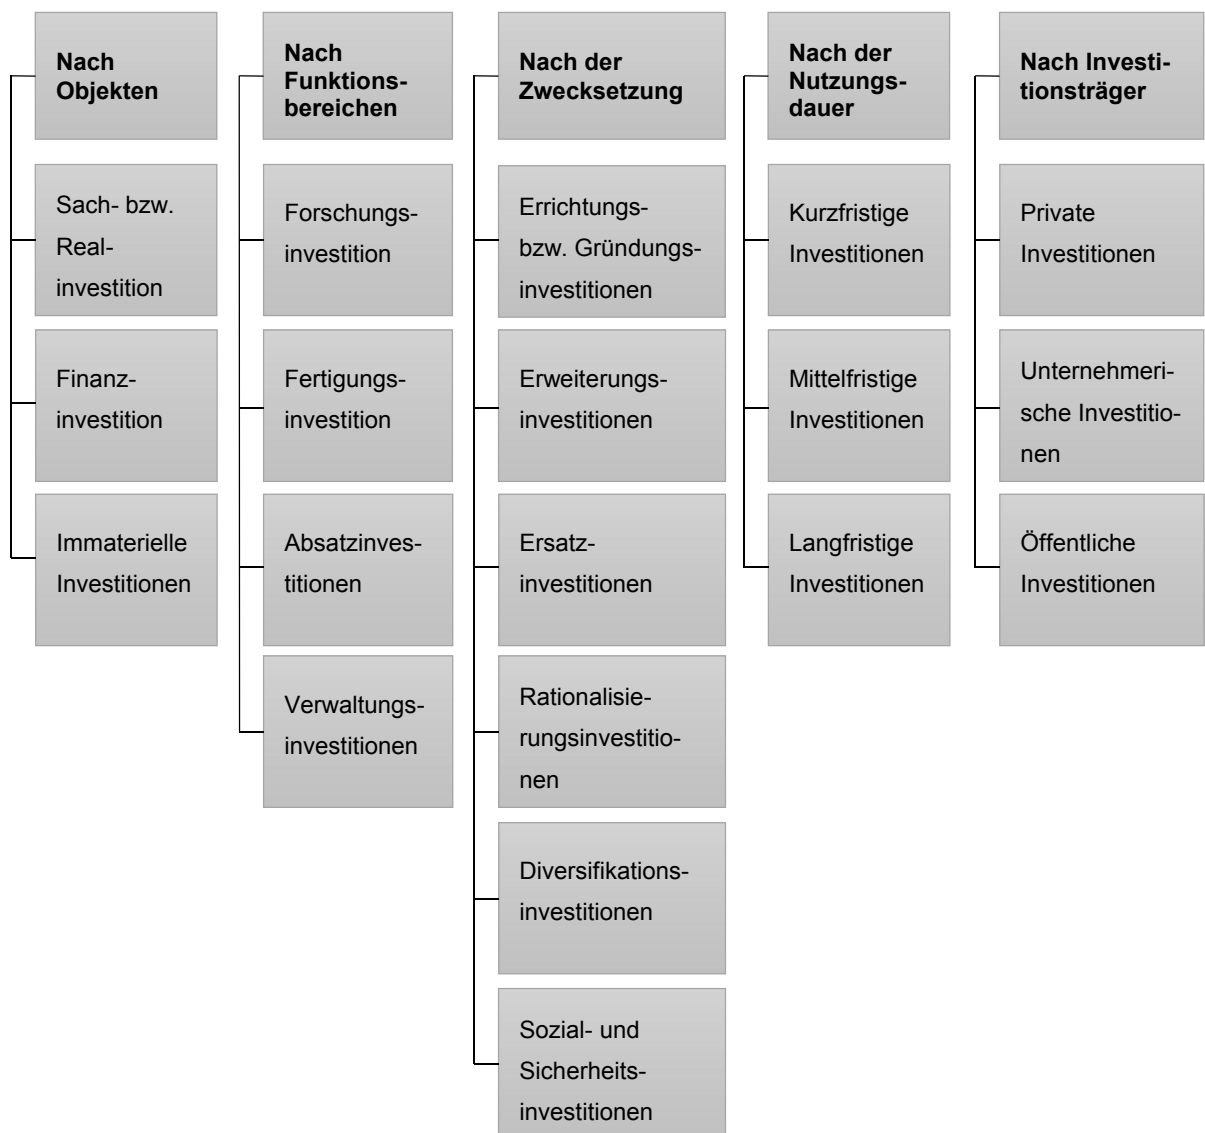 Nach
Objekten
Sach- bzw.
Real-
investition
Finanz-
investition
Immaterielle
Investitionen
Nach
Funktions-
bereichen
Forschungs-
investition
Fertigungs-
investition
Absatzinves-
titionen
Verwaltungs-
investitionen
Nach der
Zwecksetzung
Errichtungs-
bzw. Gründungs-
investitionen
Erweiterungs-
investitionen
Ersatz-
investitionen
Rationalisie-
rungsinvestitio-
nen
Diversifikations-
investitionen
Sozial- und
Sicherheits-
investitionen
Nach der
Nutzungs-
dauer
Kurzfristige
Investitionen
Mittelfristige
Investitionen
Langfristige
Investitionen
Nach Investi-
tionsträger
Private
Investitionen
Unternehmeri-
sche Investitio-
nen
Öffentliche
Investitionen